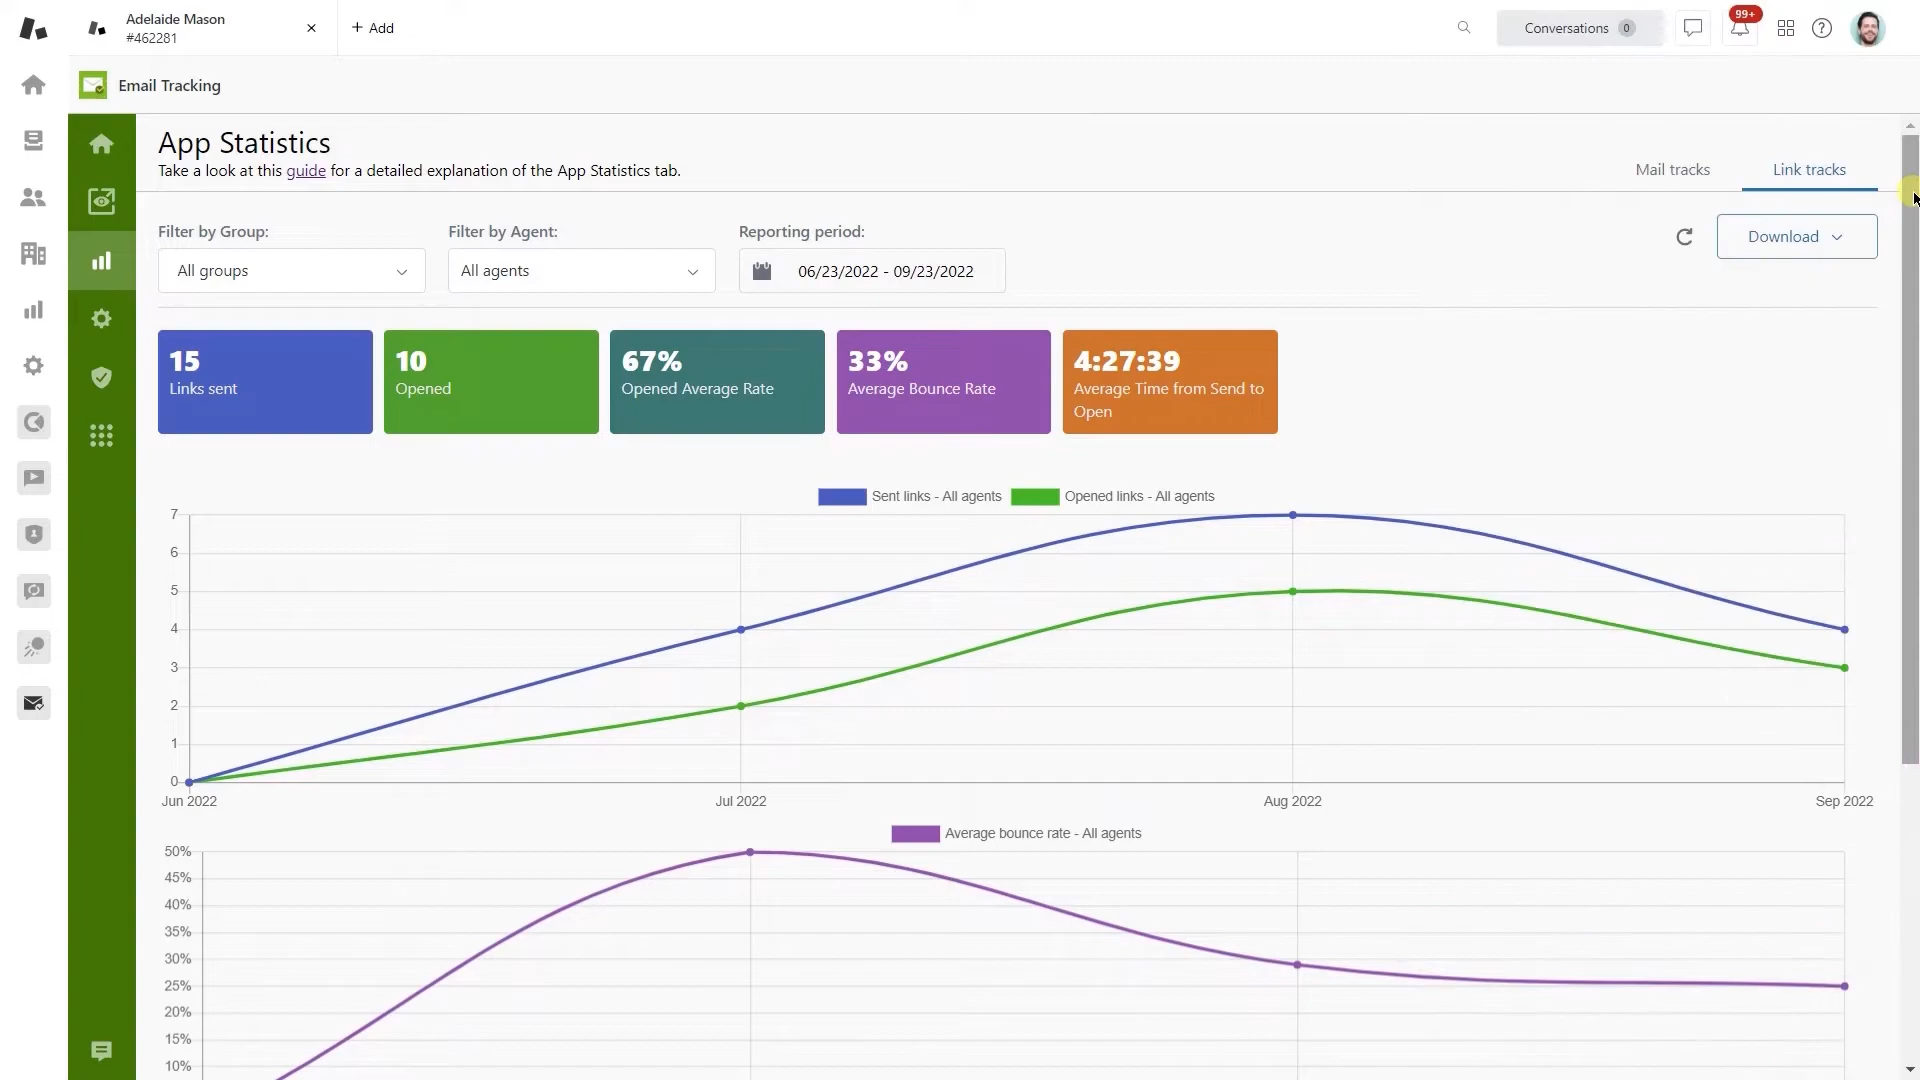 Adelaide Mason
#462281
+ Add
Conversations 0
99+
Email Tracking
App Statistics
Take a look at this guide for a detailed explanation of the App Statistics tab.
Mail tracks
Link tracks
Filter by Group:
Filter by Agent:
Reporting period:
All groups
All agents
06/23/2022 - 09/23/2022
Download
15
Links sent
10
Opened
67%
Opened Average Rate
33%
Average Bounce Rate
4:27:39
Average Time from Send to
Open
Sent links - All agents
Opened links - All agents
7
6
5
4
3
2
1
0
Jun 2022
Jul 2022
Aug 2022
Sep 2022
Average bounce rate - All agents
50%
45%
40%
35%
30%
25%
20%
15%
10%